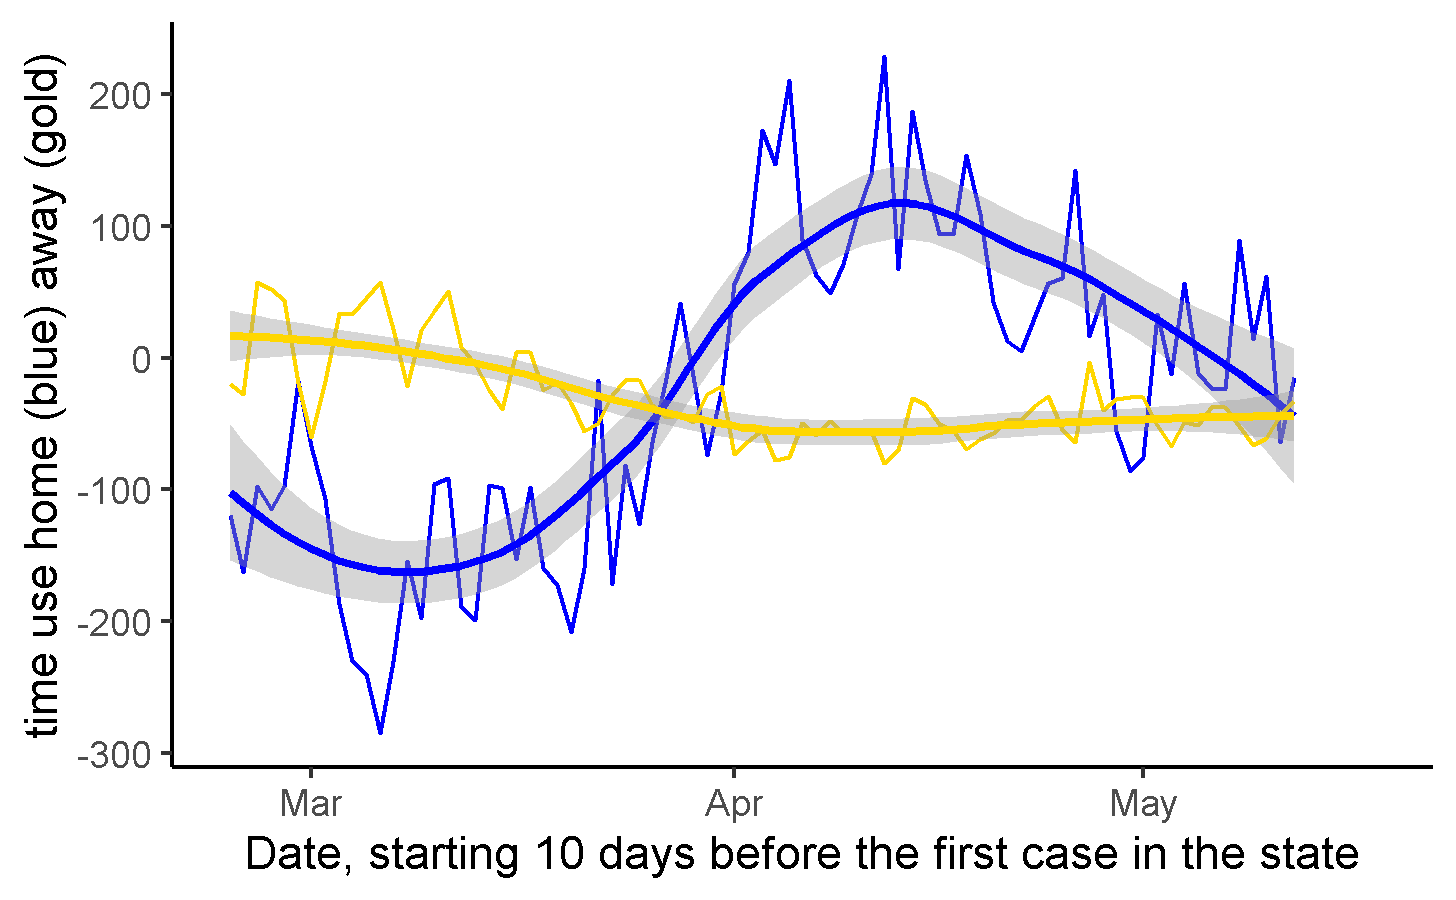 time use home (blue) away (gold)
200
100
0
-100
-200
-300
Mar
Apr
May
Date, starting 10 days before the first case in the state